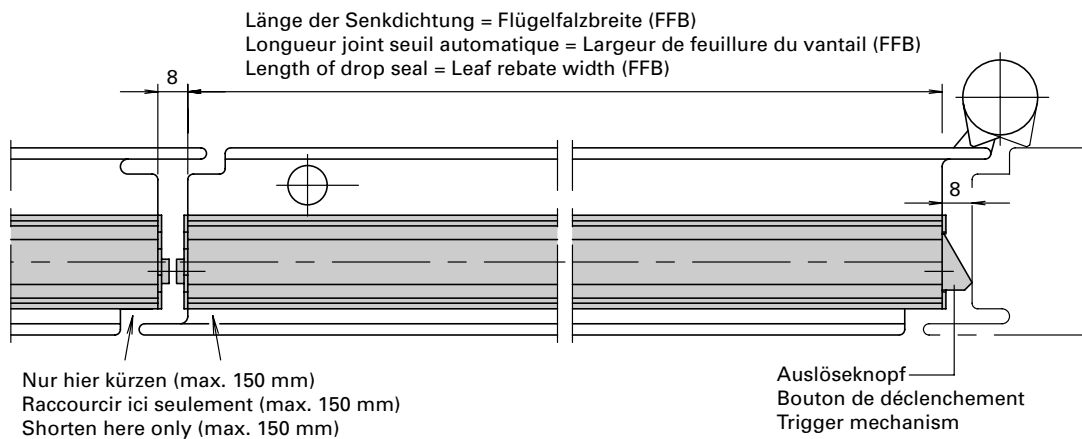 Länge der Senkdichtung = Flügelfalzbreite (FFB)
Longueur joint seuil automatique = Largeur de feuillure du vantail (FFB)
Length of drop seal = Leaf rebate width (FFB)
8
8
Nur hier kürzen (max. 150 mm)
Raccourcir ici seulement (max. 150 mm)
Shorten here only (max. 150 mm)
Auslöseknopf
Bouton de déclenchement
Trigger mechanism